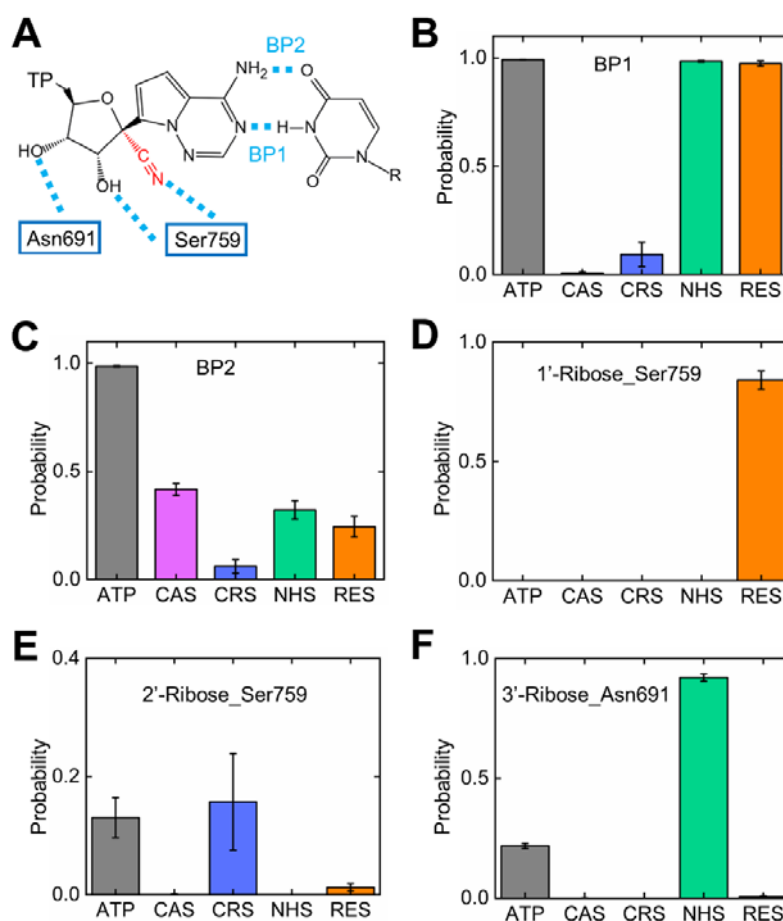 A
TP
O
HO
OH
C
N
N
N
N
NH₂
BP2
BP1
O
H
N
O
N
R
Asn691
Ser759
B
BP1
Probability
1.0
0.5
0.0
ATP CAS CRS NHS RES
C
BP2
Probability
1.0
0.5
0.0
ATP CAS CRS NHS RES
D
1'-Ribose_Ser759
Probability
1.0
0.5
0.0
ATP CAS CRS NHS RES
E
2'-Ribose_Ser759
Probability
0.4
0.2
0.0
ATP CAS CRS NHS RES
F
3'-Ribose_Asn691
Probability
1.0
0.5
0.0
ATP CAS CRS NHS RES